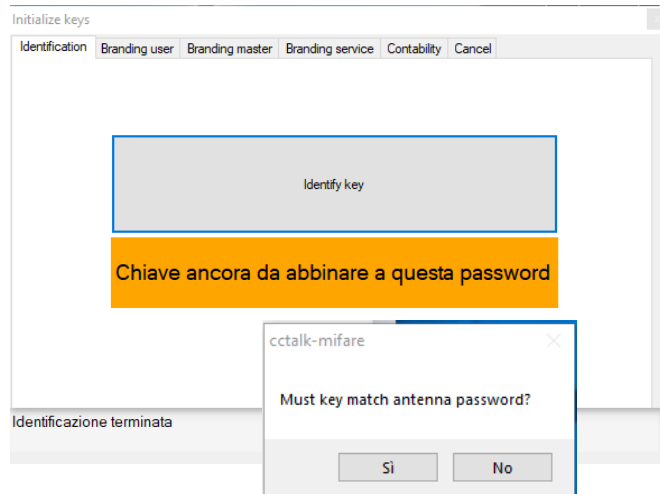 Initialize keys
Identification Branding user Branding master Branding service Contability Cancel
Identify key
Chiave ancora da abbinare a questa password
cctalk-mifare
Must key match antenna password?
Identificazione terminata
Sì No